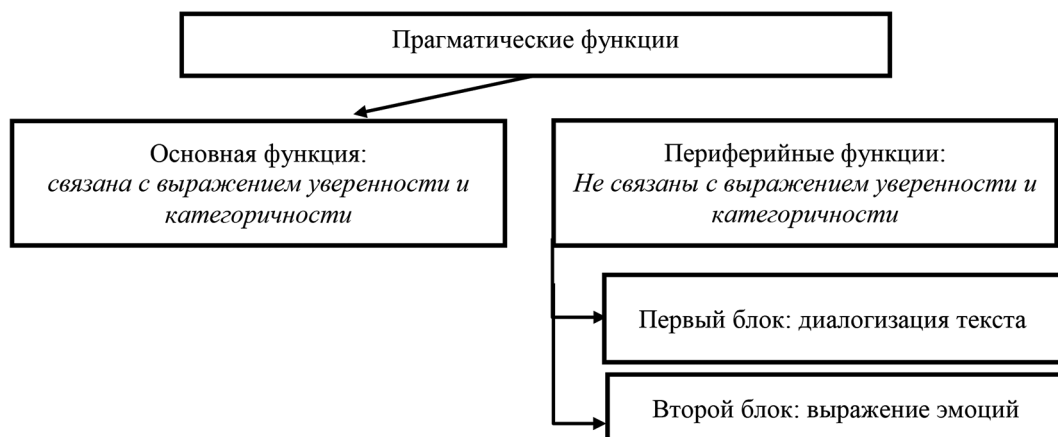 Прагматические функции
Основная функция:
связана с выражением уверенности и
категоричности
Периферийные функции:
Не связаны с выражением уверенности и
категоричности
Первый блок: диалогизация текста
Второй блок: выражение эмоций